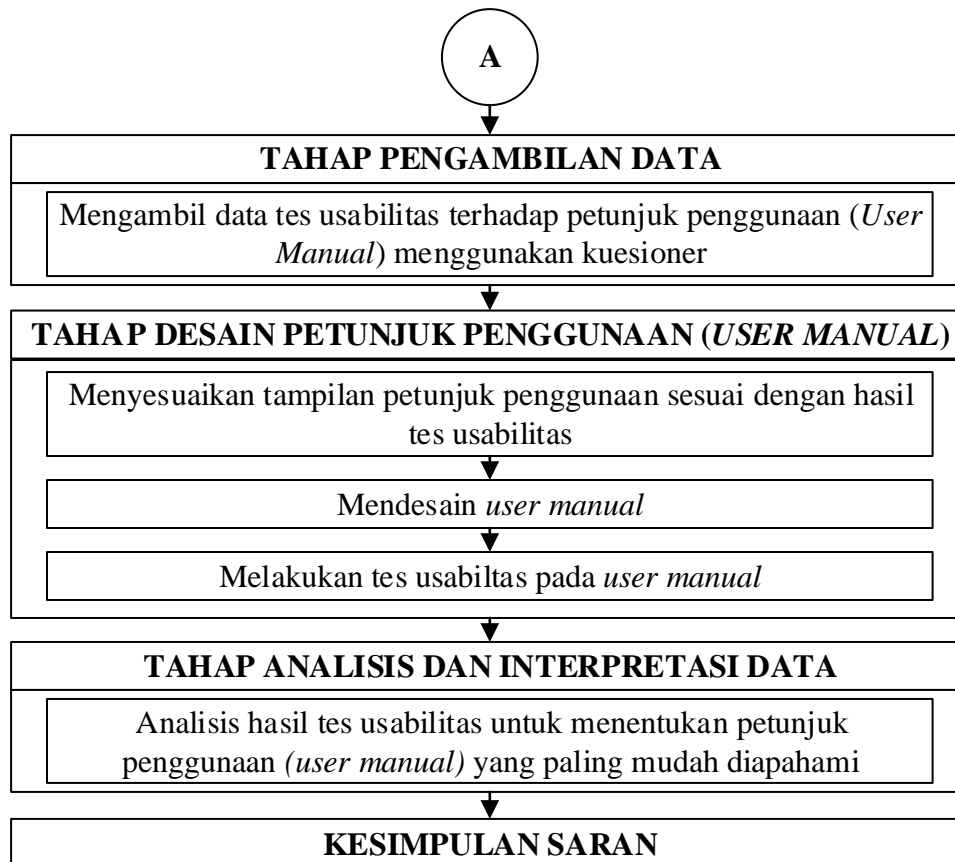 A
TAHAP PENGAMBILAN DATA
Mengambil data tes usabilitas terhadap petunjuk penggunaan (User
Manual) menggunakan kuesioner
TAHAP DESAIN PETUNJUK PENGGUNAAN (USER MANUAL)
Menyesuaikan tampilan petunjuk penggunaan sesuai dengan hasil
tes usabilitas
Mendesain user manual
Melakukan tes usabiltas pada user manual
TAHAP ANALISIS DAN INTERPRETASI DATA
Analisis hasil tes usabilitas untuk menentukan petunjuk
penggunaan (user manual) yang paling mudah diapahami
KESIMPULAN SARAN